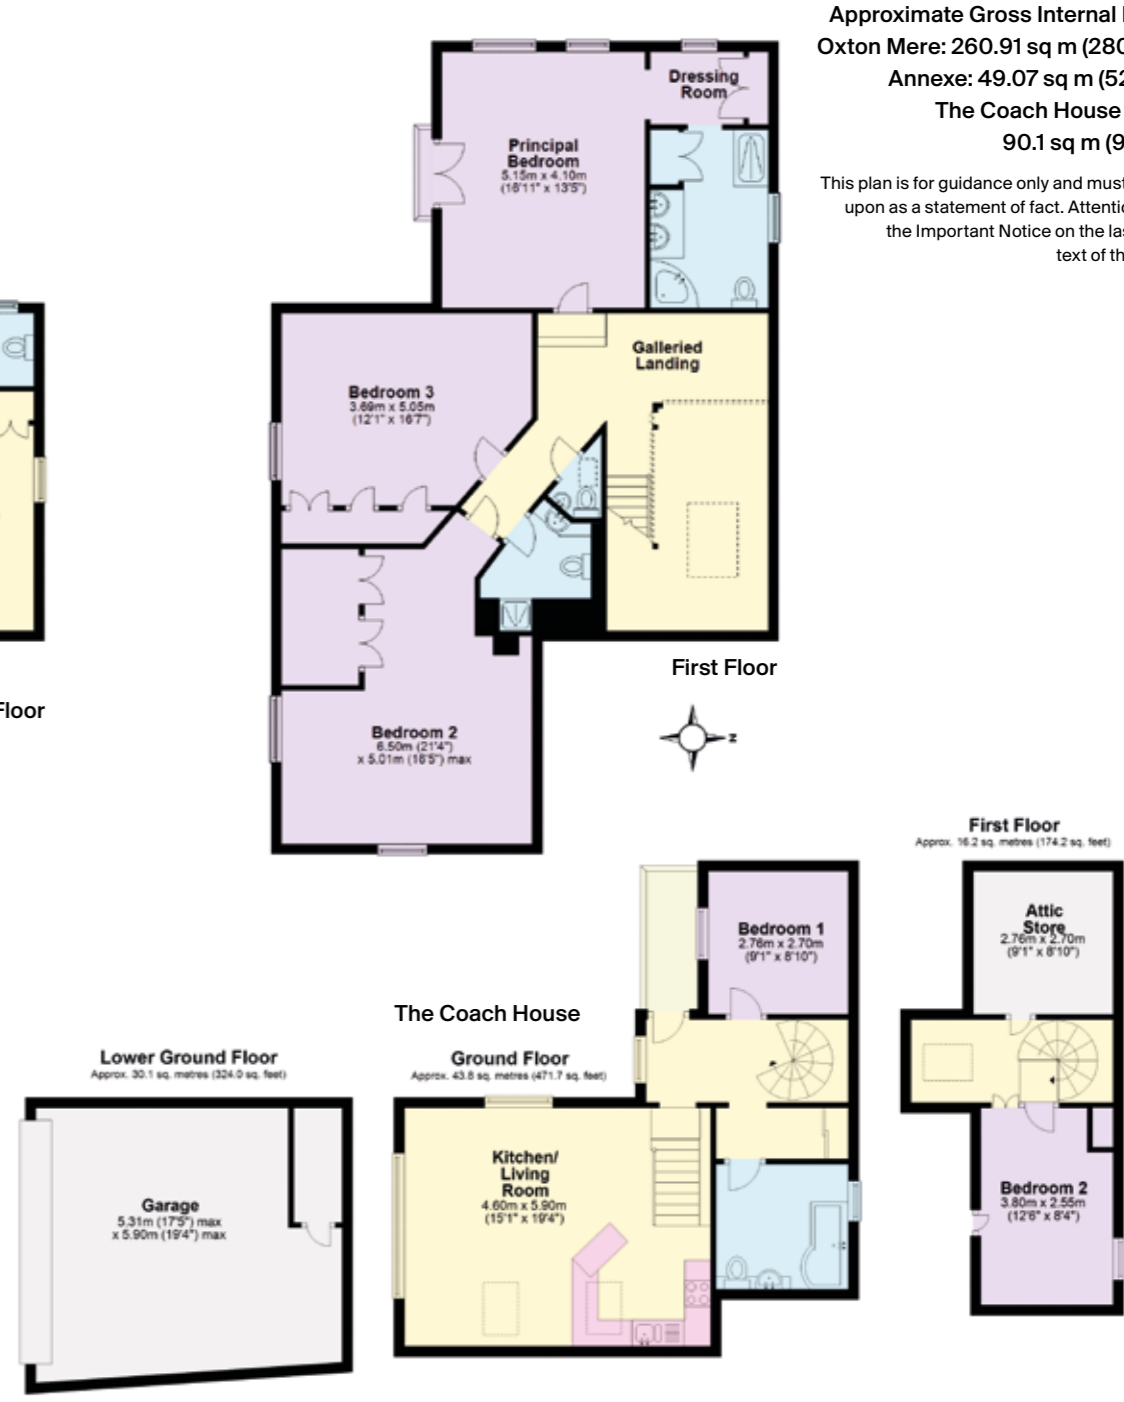 Approximate Gross Internal
Oxton Mere: 260.91 sq m (280
Annexe: 49.07 sq m (52
The Coach House
90.1 sq m (9
This plan is for guidance only and must
upon as a statement of fact. Attentio
the Important Notice on the las
text of th
Dressing
Room
Principal
Bedroom
5.15m x 4.10m
(16'11" x 13'5")
Galleried
Landing
Bedroom 3
3.69m x 5.05m
(12'1" x 16'7")
First Floor
Floor
N
Bedroom 2
6.50m (21'4")
x 5.01m (16'5") max
First Floor
Approx. 16.2 sq. metres (174.2 sq. feet)
Attic
Store
2.76m x 2.70m
(9'1" x 8'10")
Bedroom 1
2.76m x 2.70m
(9'1" x 8'10")
The Coach House
Lower Ground Floor
Approx. 30.1 sq. metres (324.0 sq. feet)
Ground Floor
Approx. 43.8 sq. metres (471.7 sq. feet)
Kitchen/
Living
Room
4.60m x 5.90m
(15'1" x 19'4")
Garage
5.31m (17'5") max
x 5.90m (19'4") max
Bedroom 2
3.80m x 2.55m
(12'6" x 8'4")